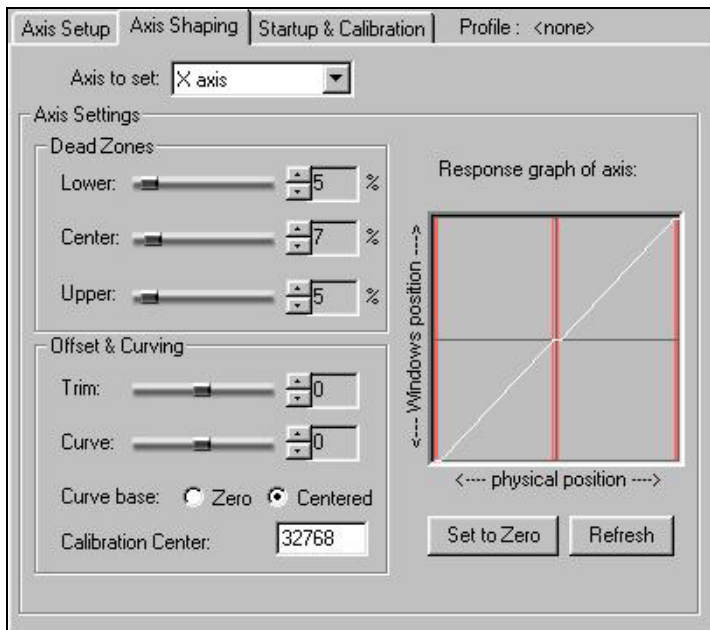 Axis Setup Axis Shaping Startup & Calibration Profile : <none>
Axis to set: X axis
Axis Settings
Dead Zones
Lower: 5 %
Center: 7 %
Upper: 5 %
Offset & Curving
Trim: 0
Curve: 0
Curve base: Zero Centered
Calibration Center: 32768
Response graph of axis:
<--- Windows position --->
<---- physical position ---->
Set to Zero Refresh